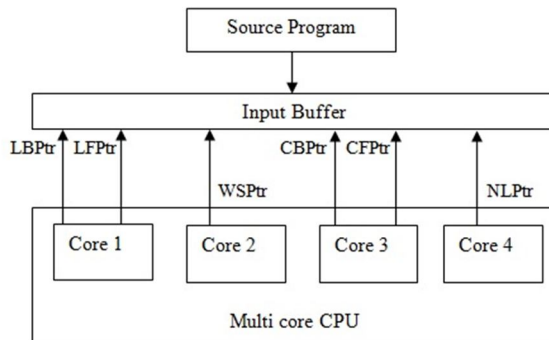 Source Program
Input Buffer
LBPtr LFPtr CBPtr CFPtr
WSPtr NLPtr
Core 1 Core 2 Core 3 Core 4
Multi core CPU